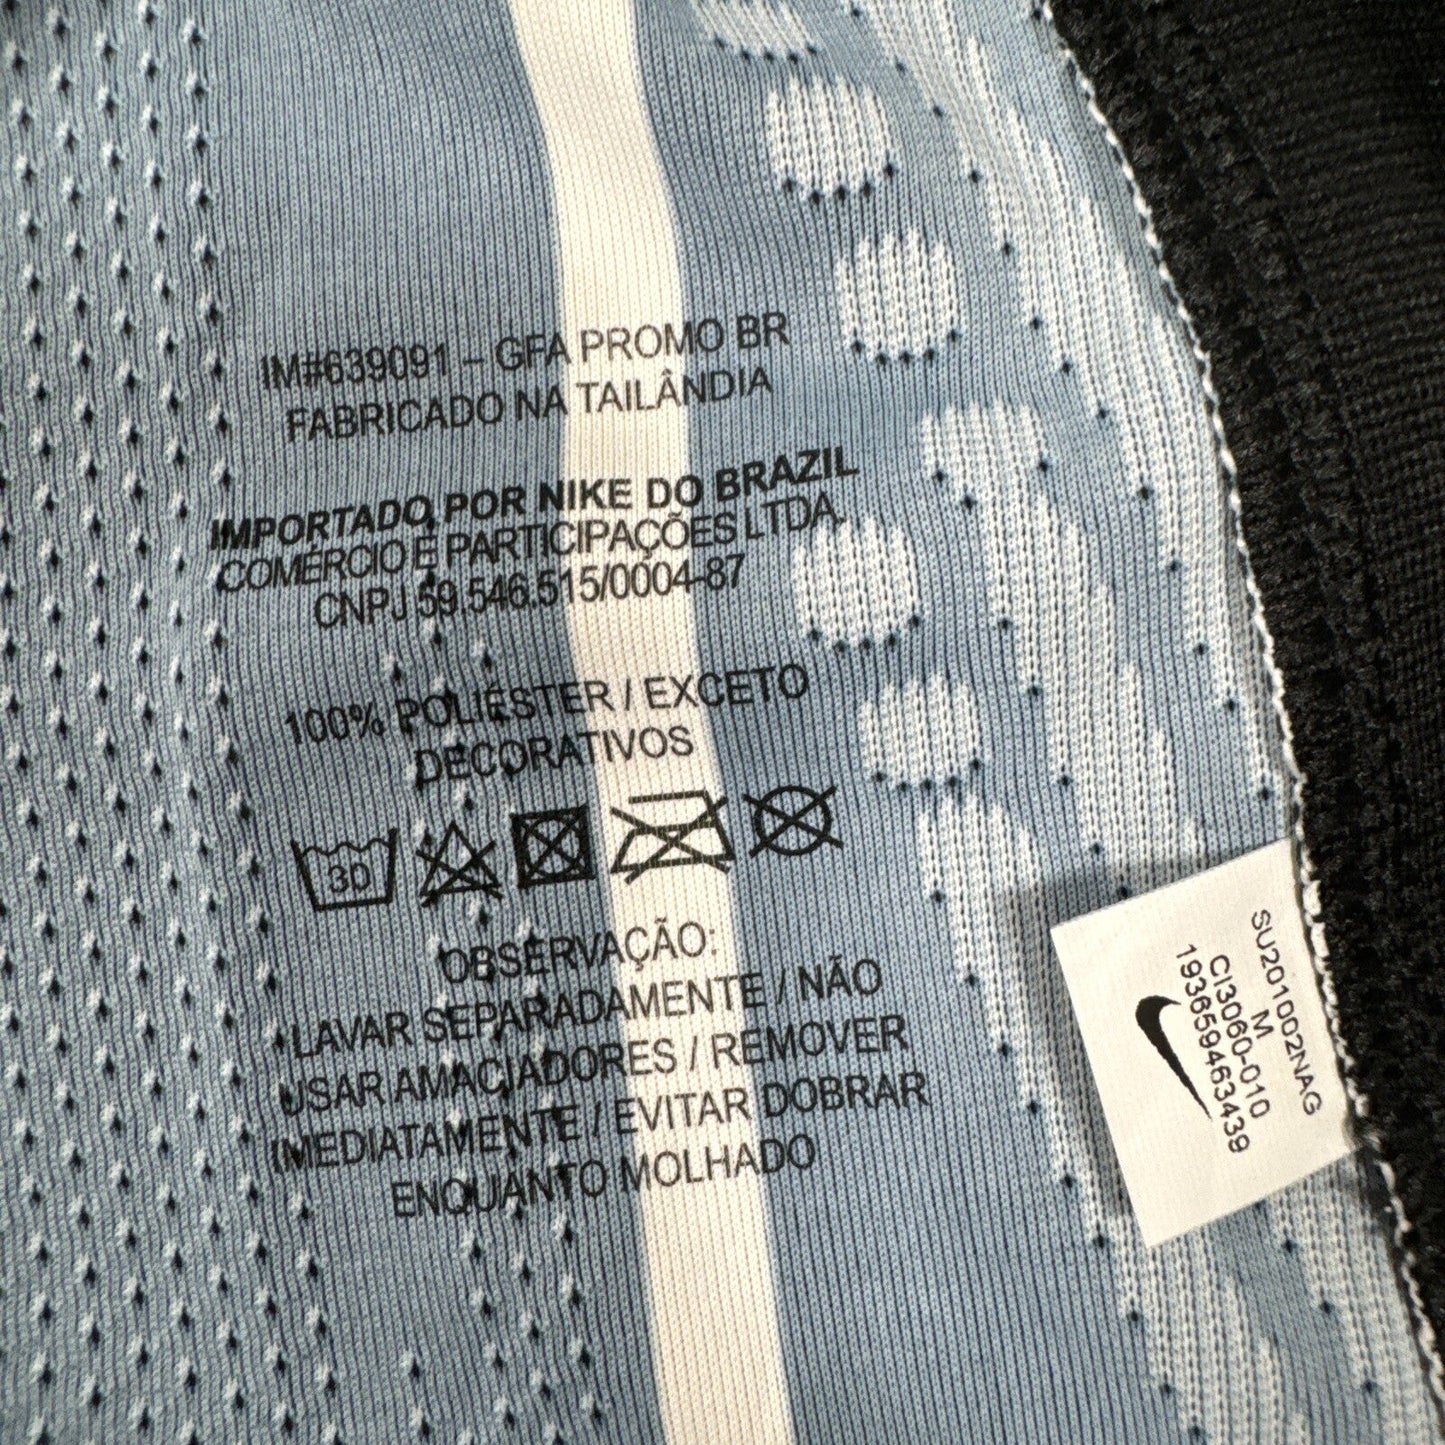 IM#639091 – GFA PROMO BR
FABRICADO NA TAILÂNDIA
IMPORTADO POR NIKE DO BRAZIL
COMÉRCIO E PARTICIPAÇÕES LTDA.
CNPJ 59.546.515/0004-87
100% POLIÉSTER / EXCETO
DECORATIVOS
30
OBSERVAÇÃO:
LAVAR SEPARADAMENTE / NÃO
USAR AMACIADORES / REMOVER
IMEDIATAMENTE / EVITAR DOBRAR
ENQUANTO MOLHADO
SU201002NAG
M
CI3060-010
193659463439